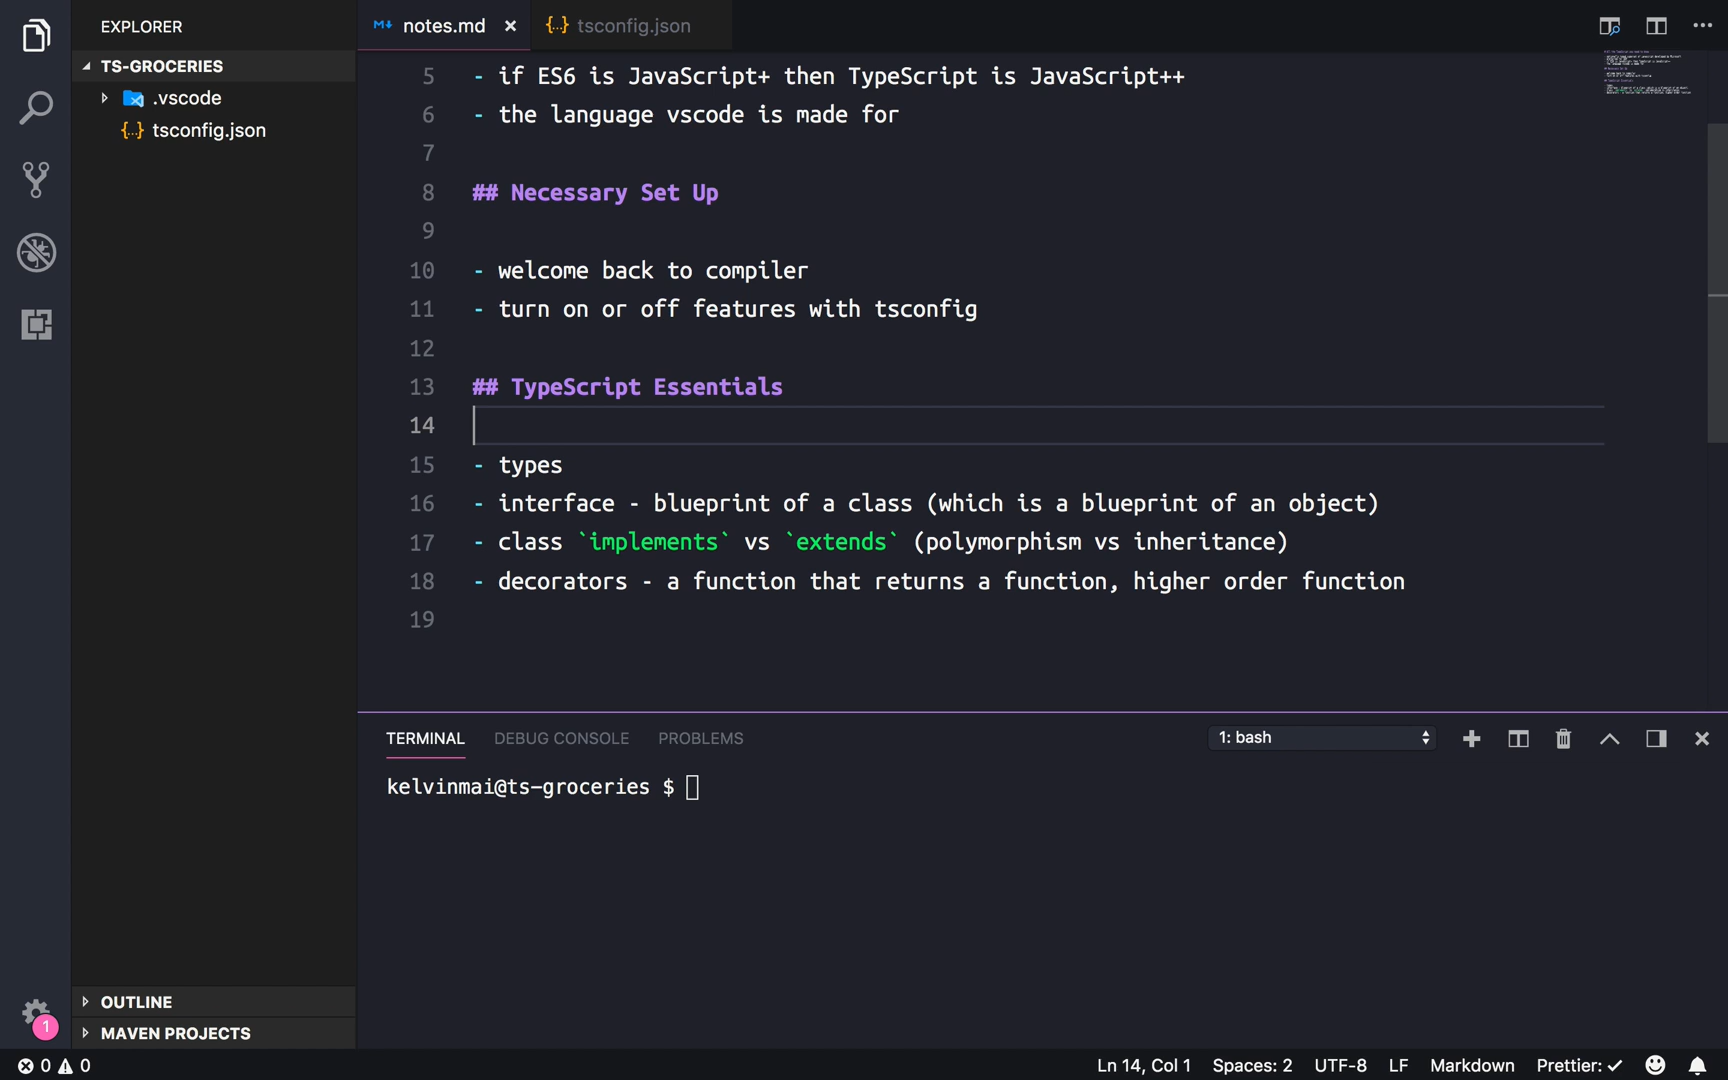 EXPLORER
TS-GROCERIES
.vscode
{..} tsconfig.json
OUTLINE
MAVEN PROJECTS
1
M↓ notes.md ×
{..} tsconfig.json
5 - if ES6 is JavaScript+ then TypeScript is JavaScript++
6 - the language vscode is made for
7
8 ## Necessary Set Up
9
10 - welcome back to compiler
11 - turn on or off features with tsconfig
12
13 ## TypeScript Essentials
14
15 - types
16 - interface - blueprint of a class (which is a blueprint of an object)
17 - class `implements` vs `extends` (polymorphism vs inheritance)
18 - decorators - a function that returns a function, higher order function
19
TERMINAL DEBUG CONSOLE PROBLEMS 1: bash
kelvinmai@ts-groceries $
0 0 Ln 14, Col 1 Spaces: 2 UTF-8 LF Markdown Prettier: ✓